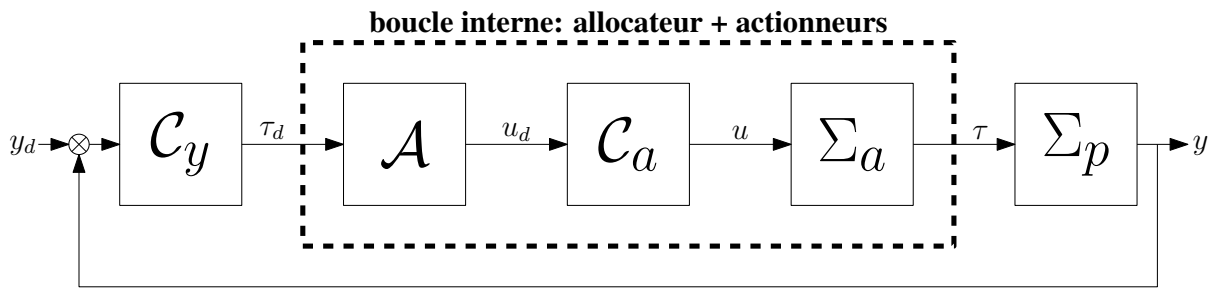 boucle interne: allocateur + actionneurs
y_d ⊗ C_y τ_d A u_d C_a u Σ_a τ Σ_p y